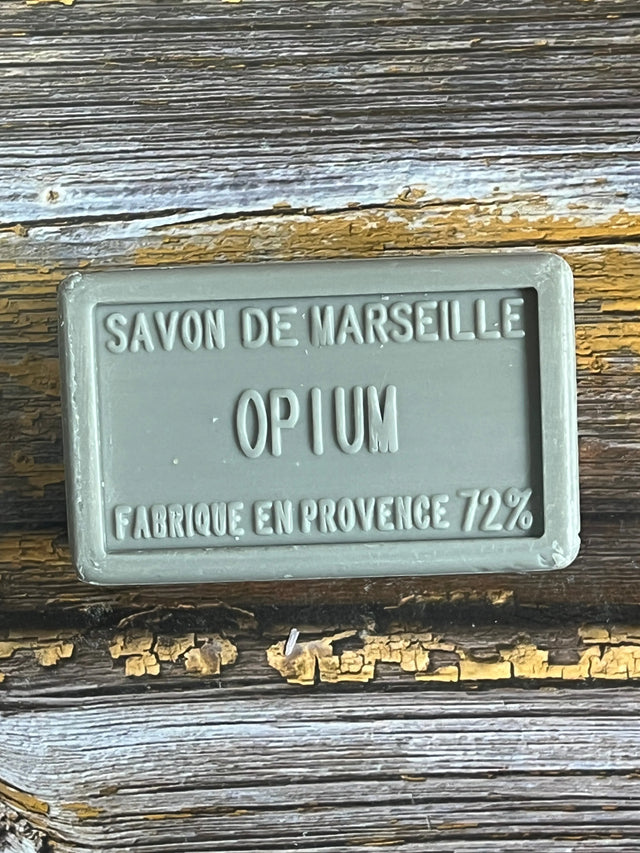 SAVON DE MARSEILLE
OPIUM
FABRIQUE EN PROVENCE 72%